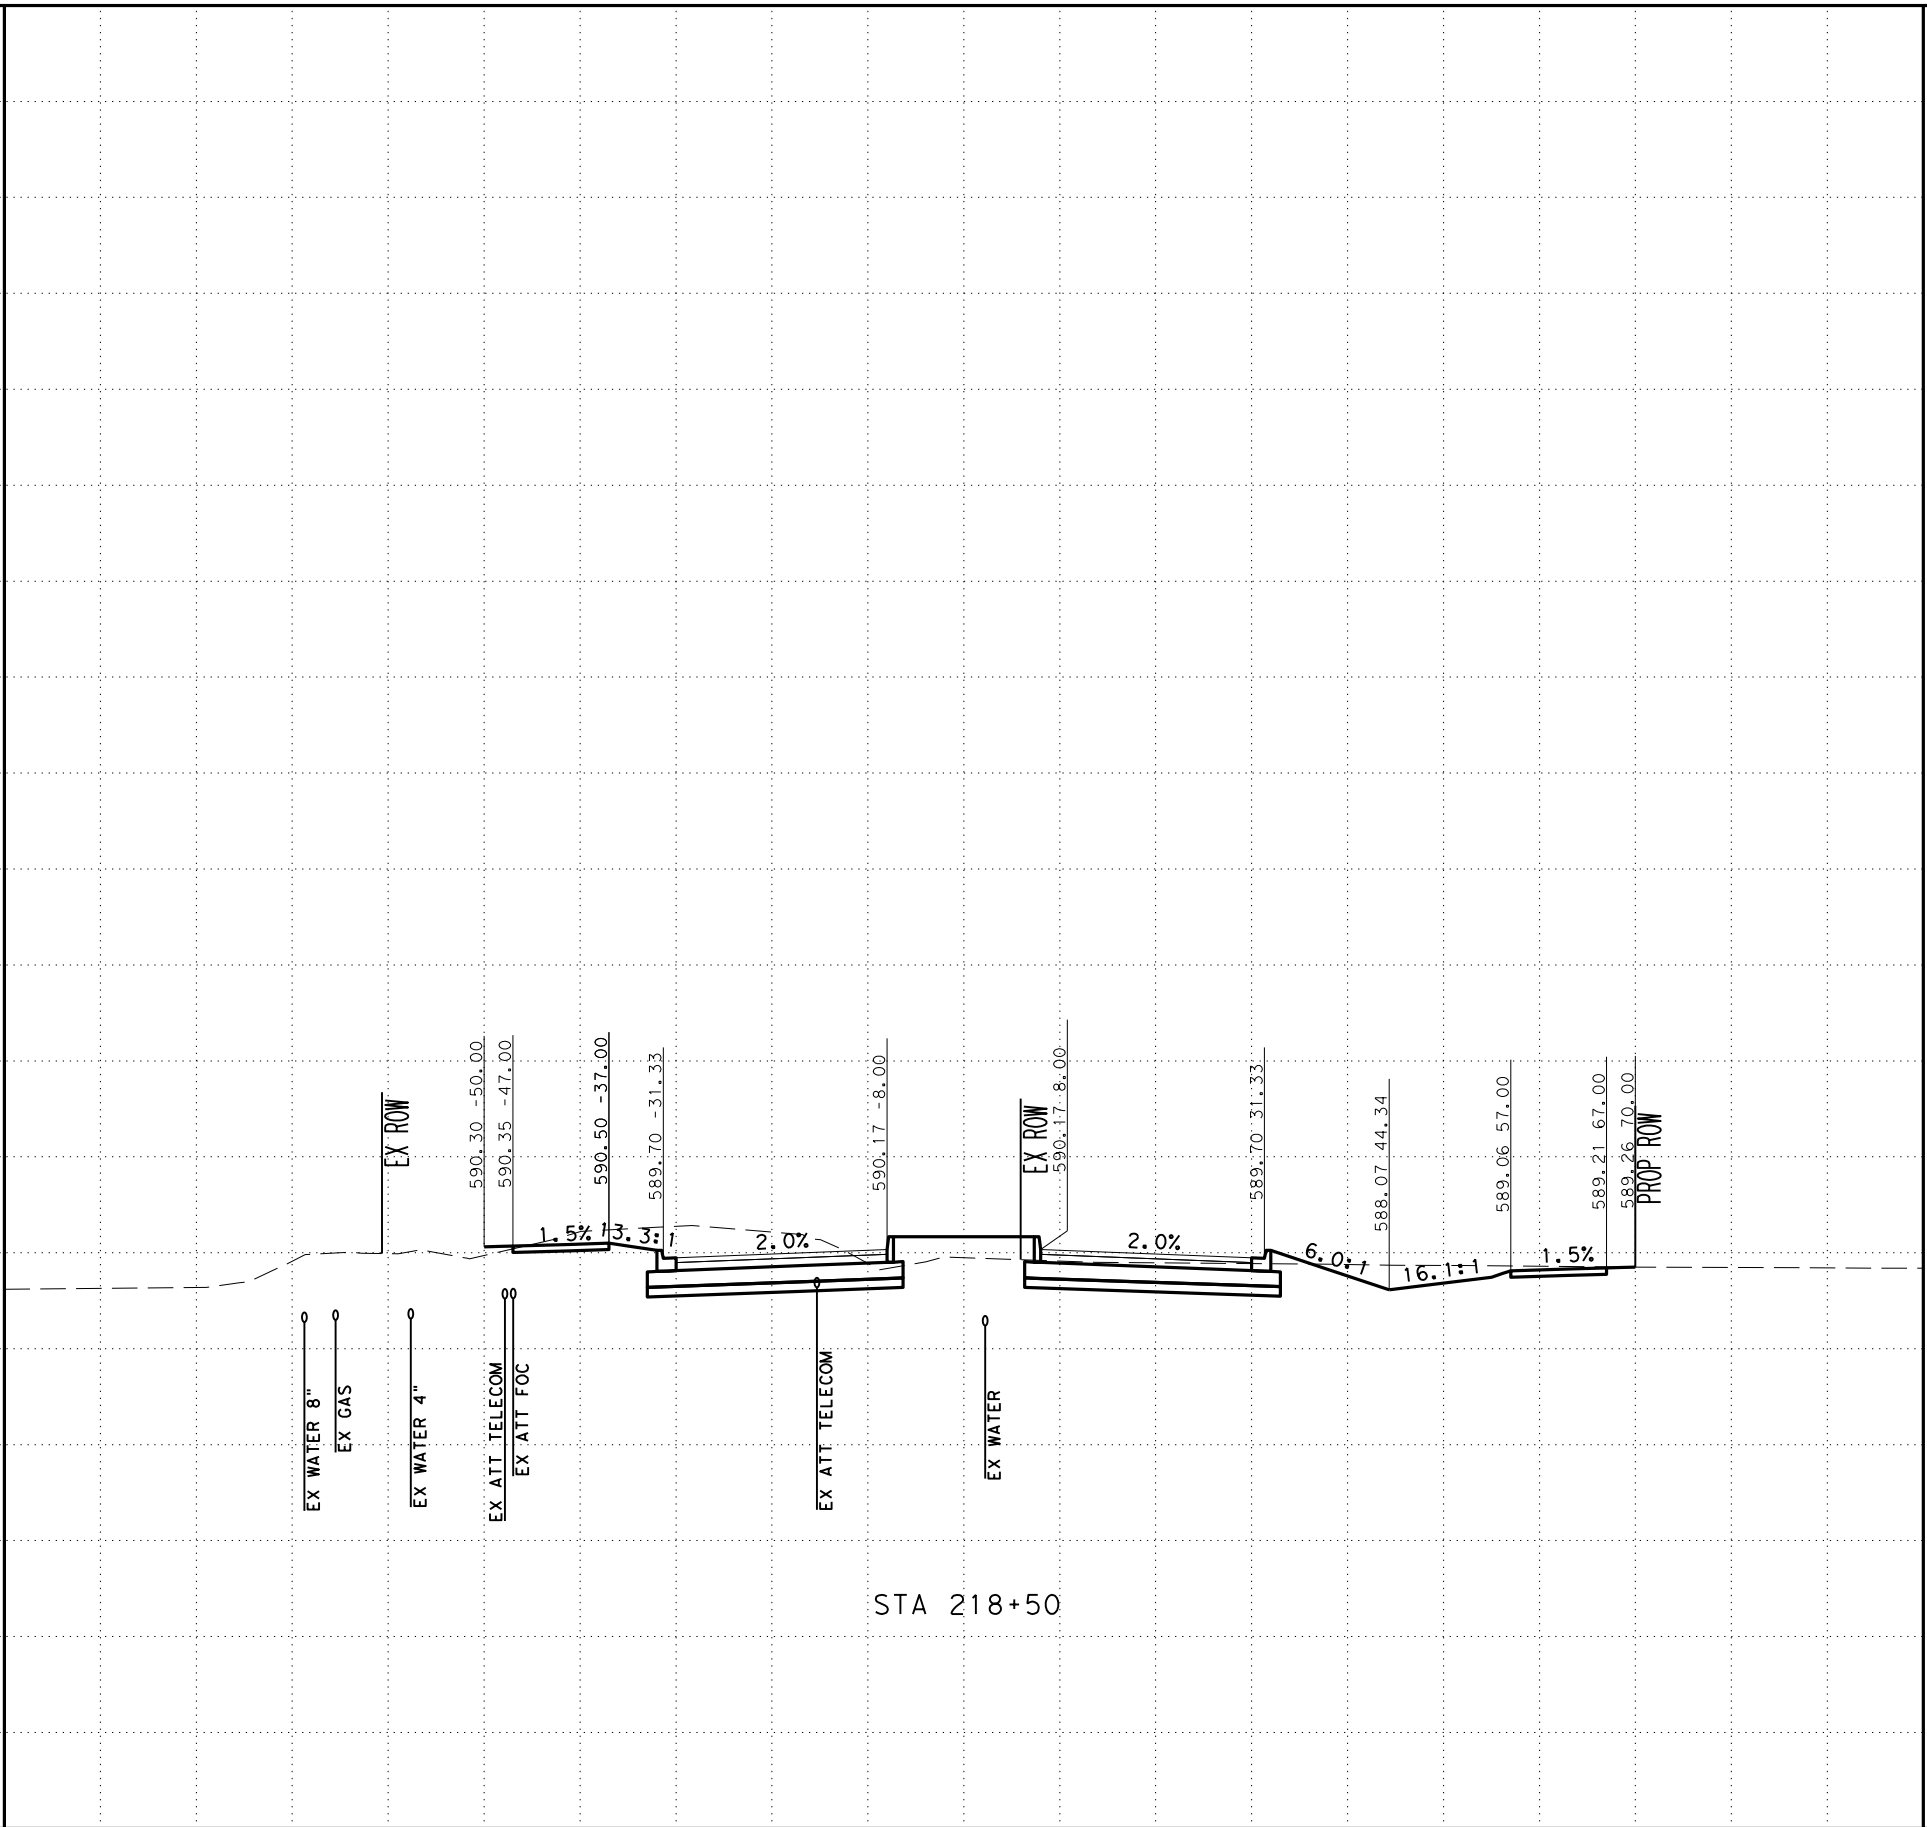 590.30 -50.00
590.35 -47.00
590.50 -37.00
589.70 -31.33
590.17 -8.00
590.17 8.00
589.70 31.33
588.07 44.34
589.06 57.00
589.21 67.00
589.26 70.00
EX ROW
EX ROW
PROP ROW
1.5%
13.3:1
2.0%
2.0%
6.0:1
16.1:1
1.5%
EX WATER 8"
EX GAS
EX WATER 4"
EX ATT TELECOM
EX ATT FOC
EX ATT TELECOM
EX WATER
STA 218+50